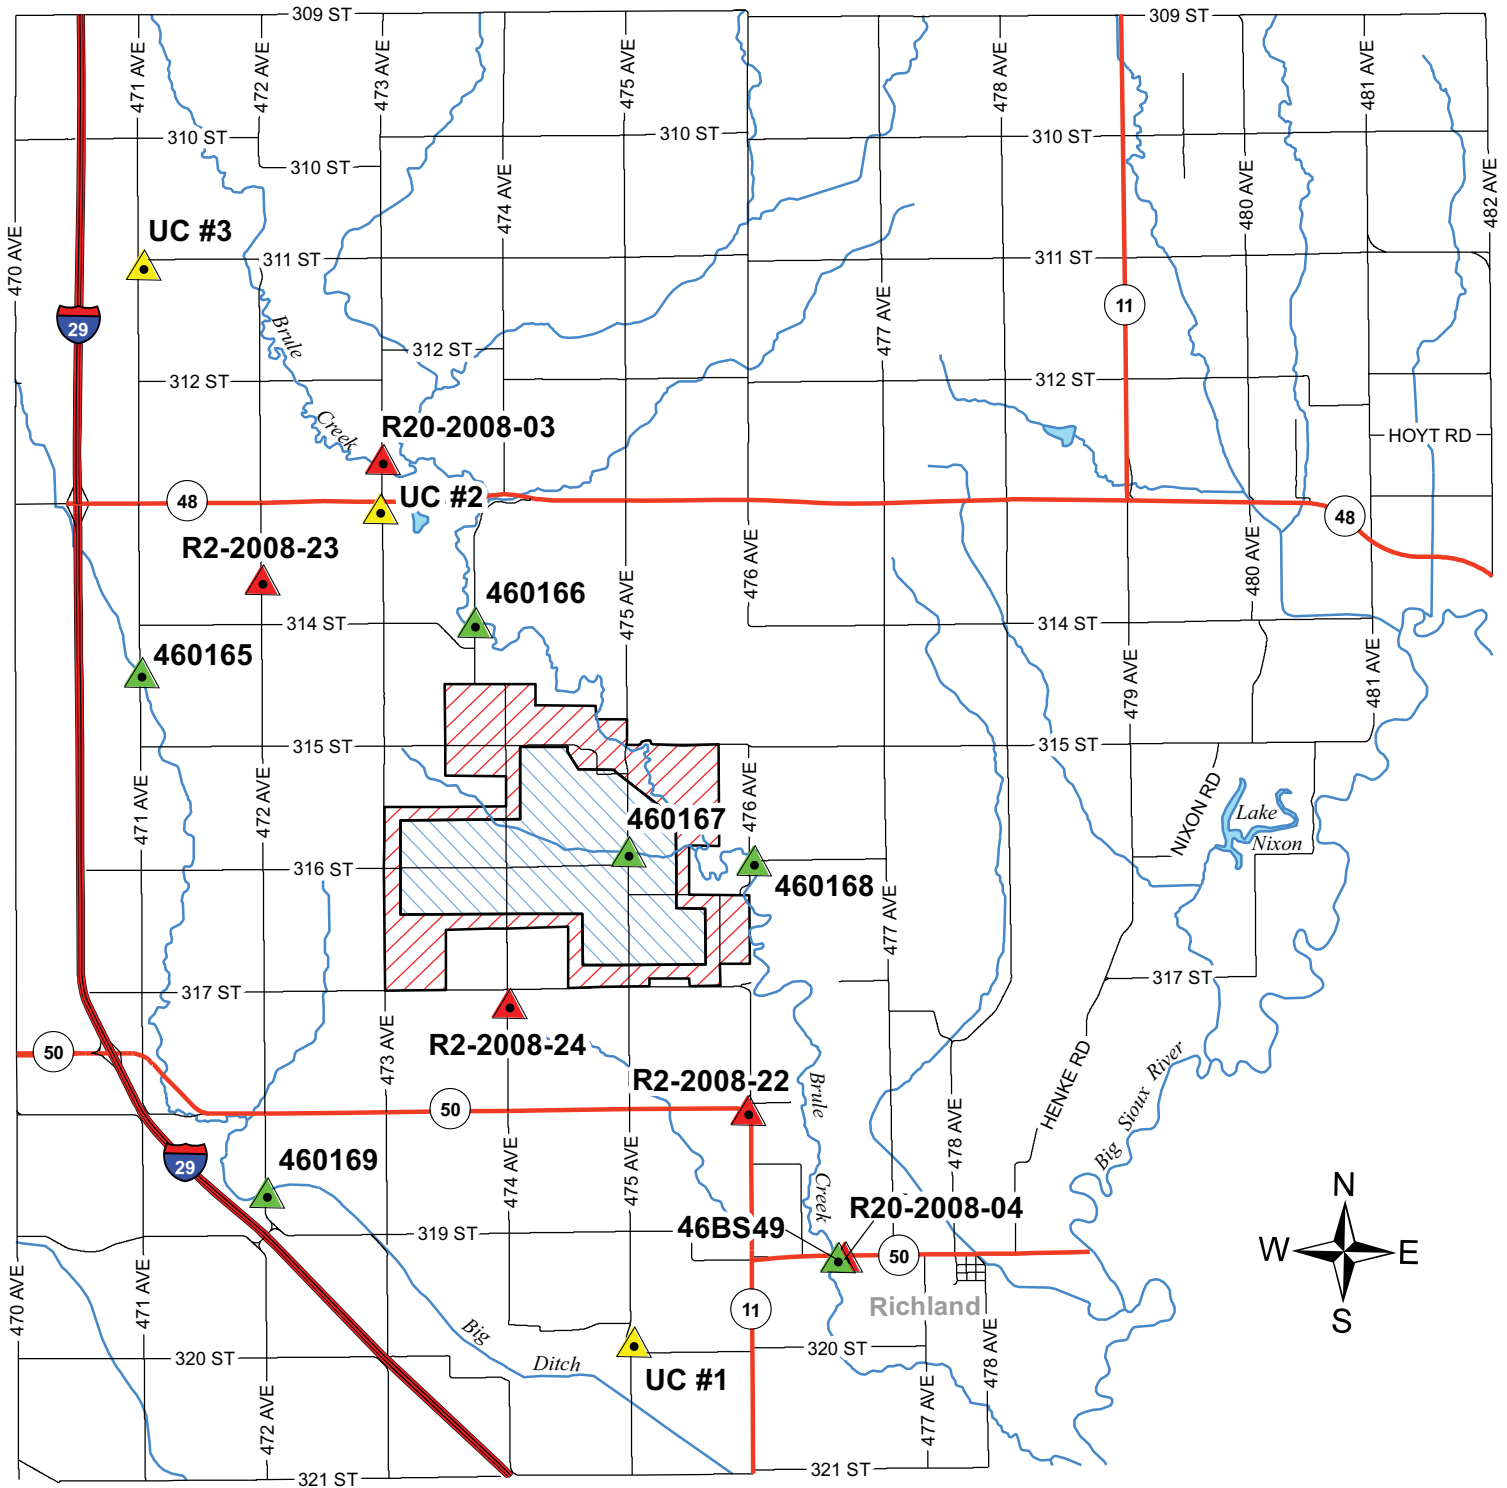 309 ST
309 ST
471 AVE
472 AVE
473 AVE
475 AVE
476 AVE
478 AVE
481 AVE
310 ST
310 ST
310 ST
310 ST
474 AVE
480 AVE
482 AVE
470 AVE
UC #3
311 ST
311 ST
29
Brule
Creek
477 AVE
11
312 ST
312 ST
312 ST
R20-2008-03
HOYT RD
48
UC #2
48
R2-2008-23
476 AVE
480 AVE
460166
475 AVE
314 ST
314 ST
460165
479 AVE
481 AVE
315 ST
315 ST
471 AVE
472 AVE
476 AVE
NIXON RD
Lake
Nixon
460167
316 ST
460168
477 AVE
317 ST
317 ST
473 AVE
R2-2008-24
50
R2-2008-22
50
Brule
Creek
HENKE RD
Big Sioux River
478 AVE
29
460169
474 AVE
475 AVE
R20-2008-04
46BS49
319 ST
50
N
W
E
S
470 AVE
471 AVE
11
Richland
Big
Ditch
320 ST
320 ST
478 AVE
UC #1
472 AVE
477 AVE
321 ST
321 ST